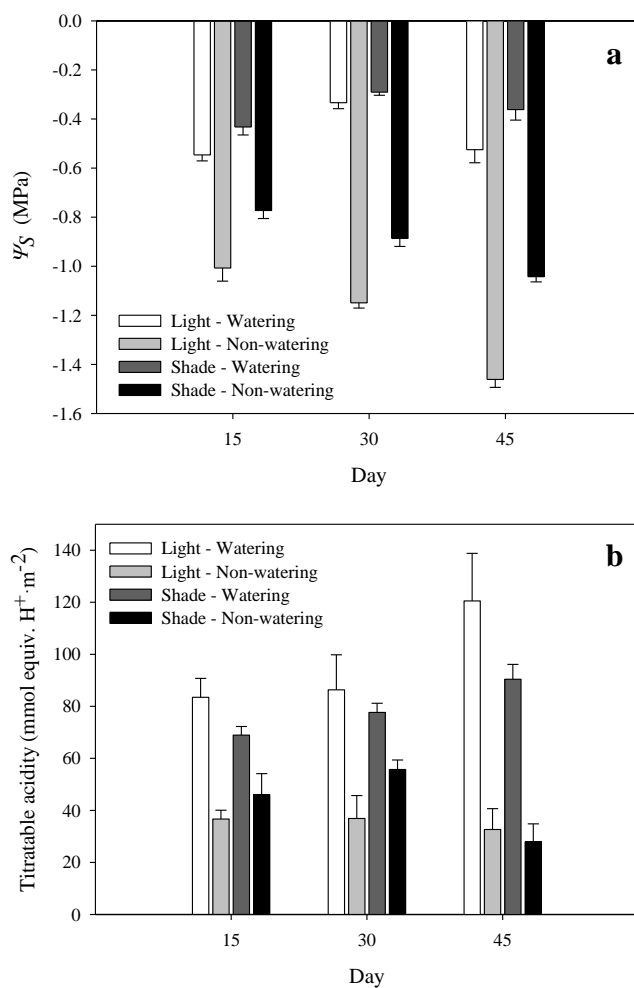 0.0
-0.2
-0.4
-0.6
-0.8
-1.0
-1.2
-1.4
-1.6
Ψ_S (MPa)
a
Light - Watering
Light - Non-watering
Shade - Watering
Shade - Non-watering
15 30 45
Day
140
120
100
80
60
40
20
0
Titratable acidity (mmol equiv. H⁺·m⁻²)
b
Light - Watering
Light - Non-watering
Shade - Watering
Shade - Non-watering
15 30 45
Day